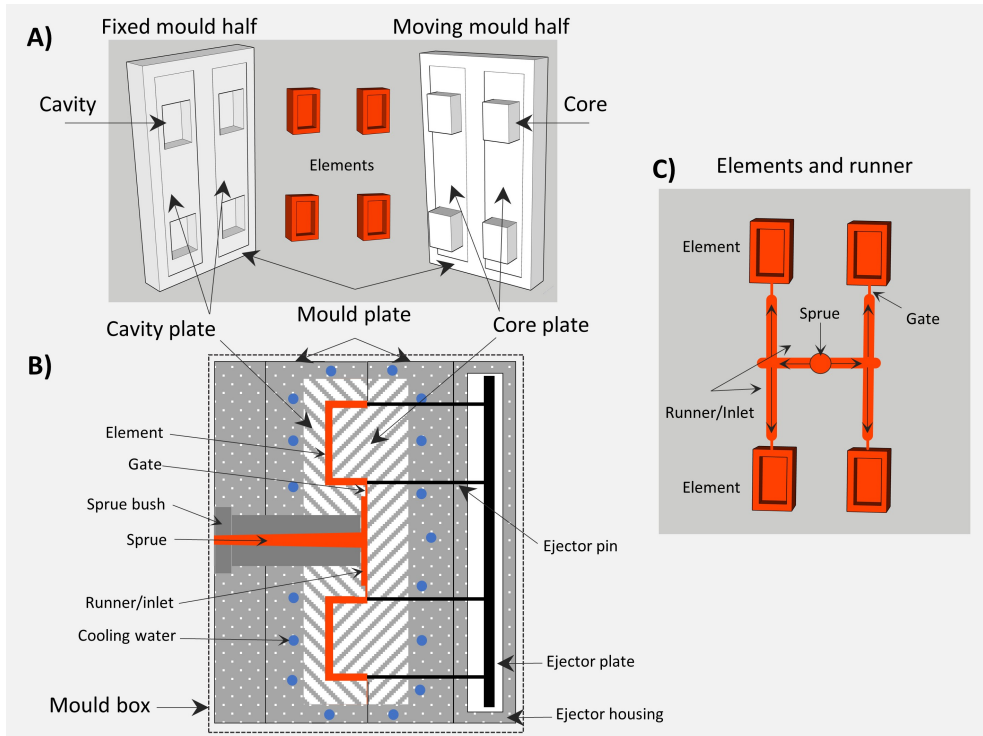 A)
Fixed mould half
Moving mould half
Cavity
Core
Elements
Cavity plate
Mould plate
Core plate
B)
Element
Gate
Sprue bush
Sprue
Runner/inlet
Cooling water
Mould box
Ejector pin
Ejector plate
Ejector housing
C)
Elements and runner
Element
Sprue
Gate
Runner/Inlet
Element